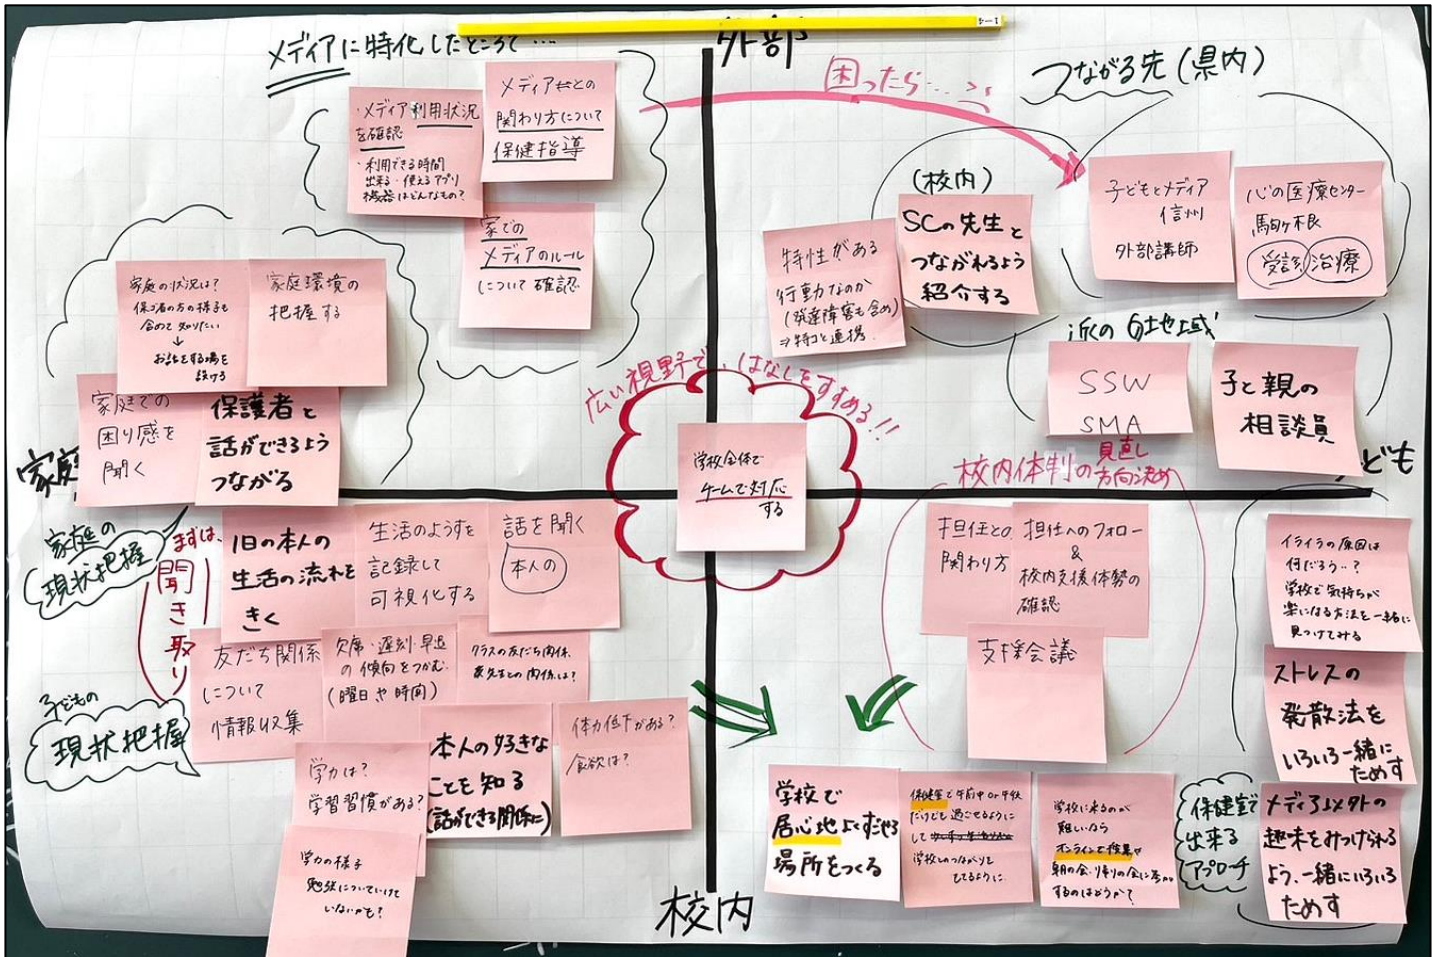 メディアに特化したところで…
外部
・メディア利用状況
を確認
・利用できる時間
出来る・使えるアプリ
機器はどんなもの?
メディアとの
関わり方について
保健指導
家での
メディアのルール
について確認
困ったら…
つながる先(県内)
(校内)
SCの先生と
つながれるよう
紹介する
特性がある
行動なのか
(発達障害も含め)
⇒特コと連携
子どもとメディア
信州
外部講師
心の医療センター
駒ヶ根
受診 治療
近くの地域
SSW
SMA
子と親の
相談員
家庭の状況は?
保ゴ者の方の様子も
含めて知りたい
↓
お話をする場を
設ける
家庭環境の
把握する
家庭での
困り感を
聞く
保護者と
話ができるよう
つながる
家庭
広い視野で、はなしをすすめる!!
学校全体で
チームで対応
する
ども
家庭の
現状把握
まずは、
聞き取り
1日の本人の
生活の流れを
きく
生活のようすを
記録して
可視化する
話を聞く
本人の
友だち関係
について
情報収集
欠席・遅刻・早退
の傾向をつかむ
(曜日や時間)
クラスの友だち関係、
先生との関係は?
子どもの
現状把握
学力は?
学習習慣がある?
本人の好きな
ことを知る
(話ができる関係に)
体力低下がある?
食欲は?
学力の様子
勉強についていけて
いないかも?
校内体制の見直し
方向決め
担任との
関わり方
担任へのフォロー
&
校内支援体勢の
確認
支援会議
イライラの原因は
何だろう…?
学校で気持ちが
楽になる方法を一緒に
見つけてみる
ストレスの
発散法を
いろいろ一緒に
ためす
学校で
居心地よくすごせる
場所をつくる
保健室で午前中or午後
だけでも過ごせるように
して
学校とのつながりを
もてるように
学校に来るのが
難しいなら
オンラインで授業や
朝の会・帰りの会に参加
するのはどうか?
保健室で
出来る
アプローチ
メディア以外の
趣味をみつけられる
よう、一緒にいろいろ
ためす
校内